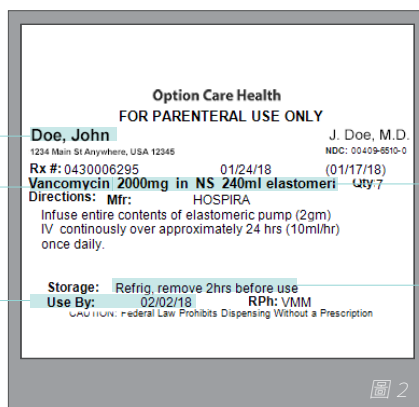 Option Care Health
FOR PARENTERAL USE ONLY
Doe, John J. Doe, M.D.
1234 Main St Anywhere, USA 12345 NDC: 00409-6510-0
Rx #: 0430006295 01/24/18 (01/17/18)
Vancomycin 2000mg in NS 240ml elastomeri Qty 7
Directions: Mfr: HOSPIRA
Infuse entire contents of elastomeric pump (2gm)
IV continously over approximately 24 hrs (10ml/hr)
once daily.
Storage: Refrig, remove 2hrs before use
Use By: 02/02/18 RPh: VMM
CAUTION: Federal Law Prohibits Dispensing Without a Prescription
圖 2